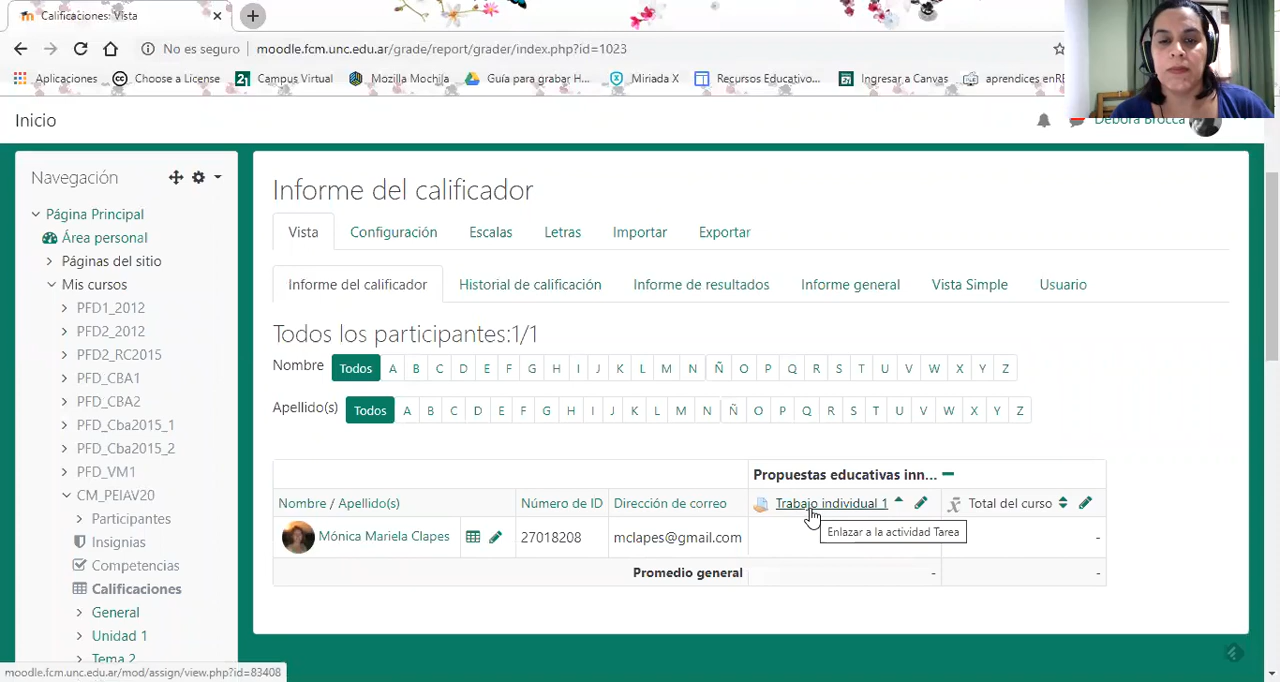 Calificaciones: Vista
No es seguro
moodle.fcm.unc.edu.ar/grade/report/grader/index.php?id=1023
Aplicaciones
Choose a License
Campus Virtual
Mozilla Mochila
Guía para grabar H...
Miriada X
Recursos Educativo...
Ingresar a Canvas
aprendices enRE
Inicio
Débora Brocca
Navegación
Página Principal
Área personal
Páginas del sitio
Mis cursos
PFD1_2012
PFD2_2012
PFD2_RC2015
PFD_CBA1
PFD_CBA2
PFD_Cba2015_1
PFD_Cba2015_2
PFD_VM1
CM_PEIAV20
Participantes
Insignias
Competencias
Calificaciones
General
Unidad 1
Tema 2
Informe del calificador
Vista Configuración Escalas Letras Importar Exportar
Informe del calificador Historial de calificación Informe de resultados Informe general Vista Simple Usuario
Todos los participantes:1/1
Nombre Todos A B C D E F G H I J K L M N Ñ O P Q R S T U V W X Y Z
Apellido(s) Todos A B C D E F G H I J K L M N Ñ O P Q R S T U V W X Y Z
Propuestas educativas inn...
Nombre / Apellido(s) Número de ID Dirección de correo Trabajo individual 1 Total del curso
Mónica Mariela Clapes 27018208 mclapes@gmail.com -
Enlazar a la actividad Tarea
Promedio general - -
moodle.fcm.unc.edu.ar/mod/assign/view.php?id=83408